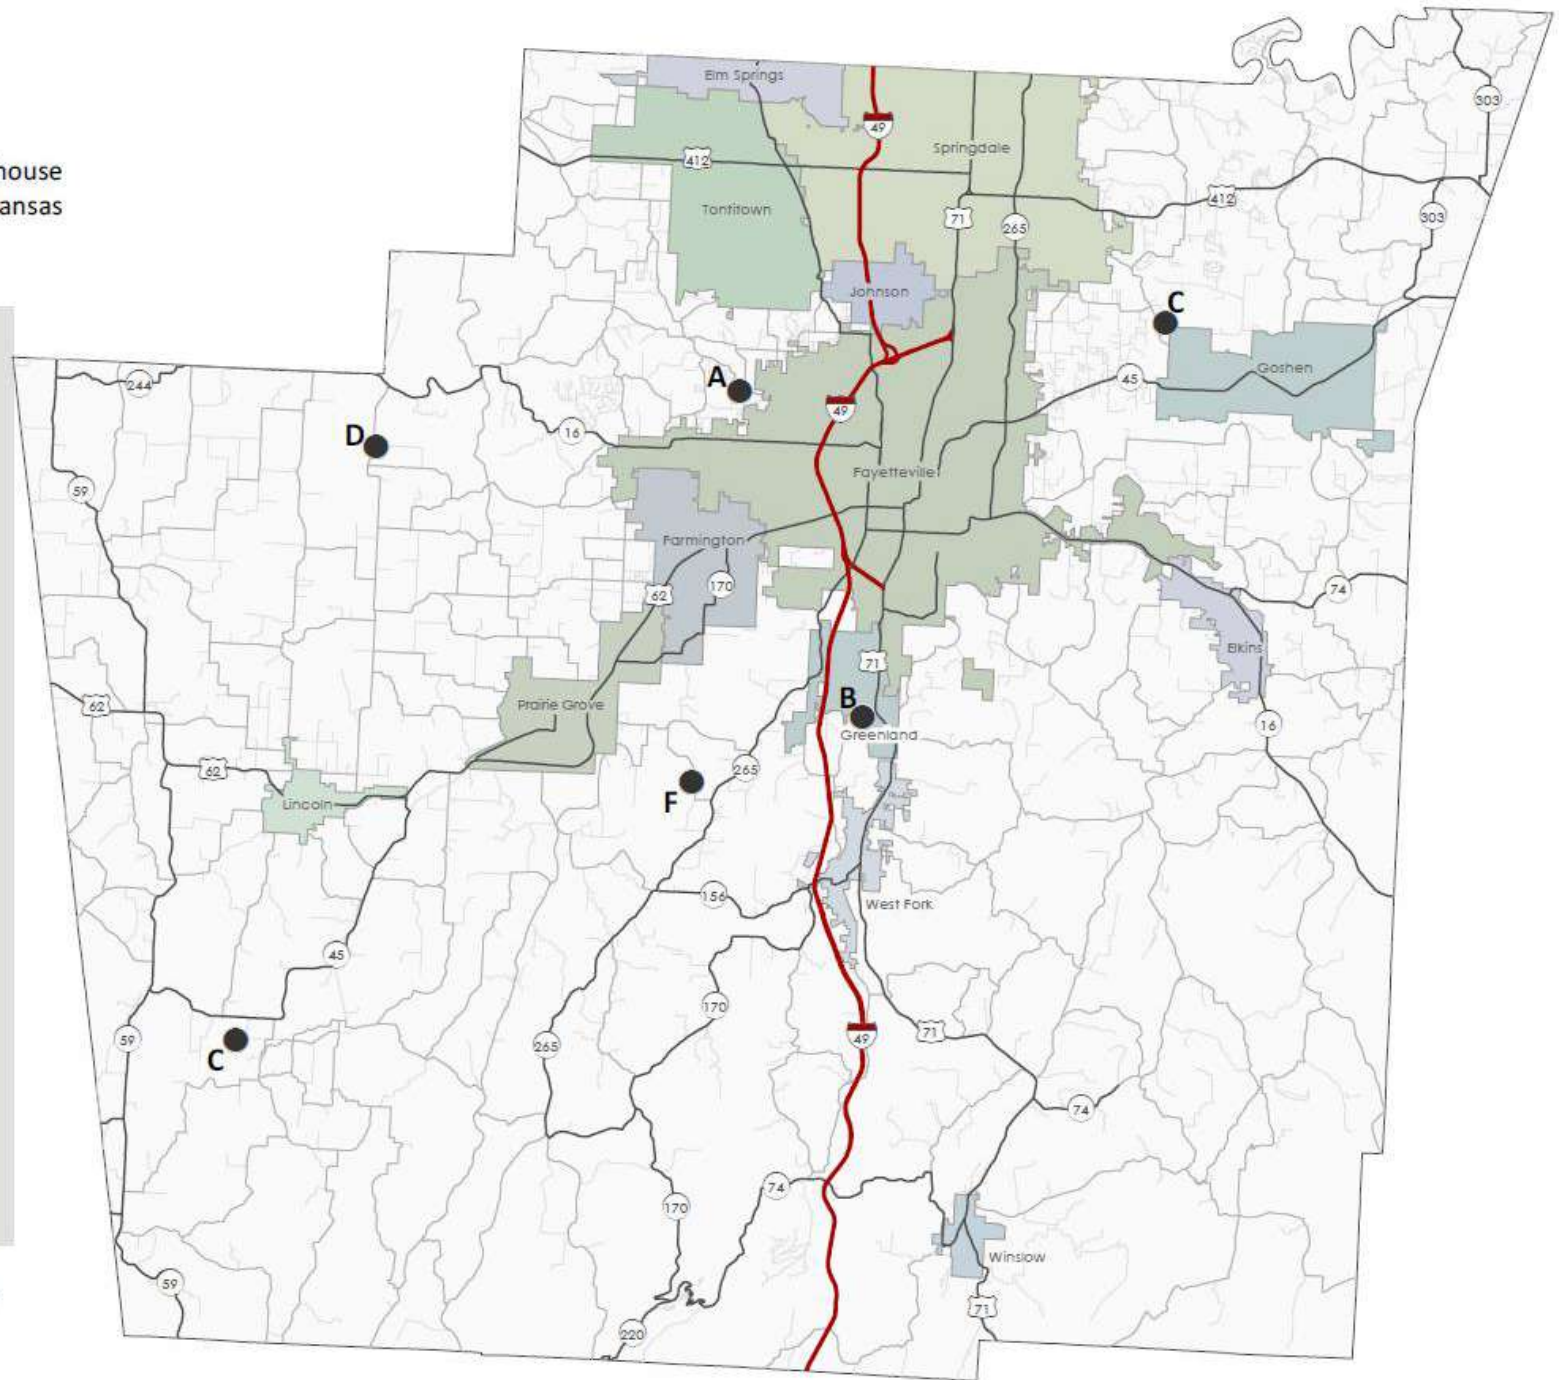 house
ansas
Elm Springs
303
49
Springdale
412
412
Tontitown
71
265
303
Johnson
C
Goshen
244
A
45
49
D
16
Fayetteville
59
Farmington
62
170
74
Elkins
71
62
Prairie Grove
B
Greenland
16
62
265
Lincoln
F
156
West Fork
45
170
59
265
49
71
C
74
74
170
Winslow
59
71
220